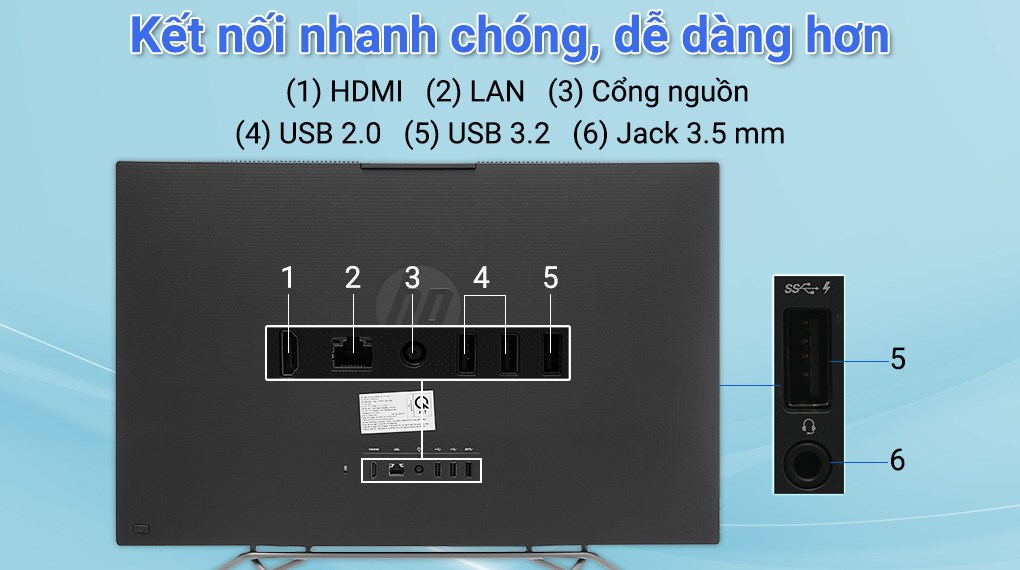 Kết nối nhanh chóng, dễ dàng hơn
(1) HDMI (2) LAN (3) Cổng nguồn
(4) USB 2.0 (5) USB 3.2 (6) Jack 3.5 mm
1 2 3 4 5
hp
5
6
HDMI